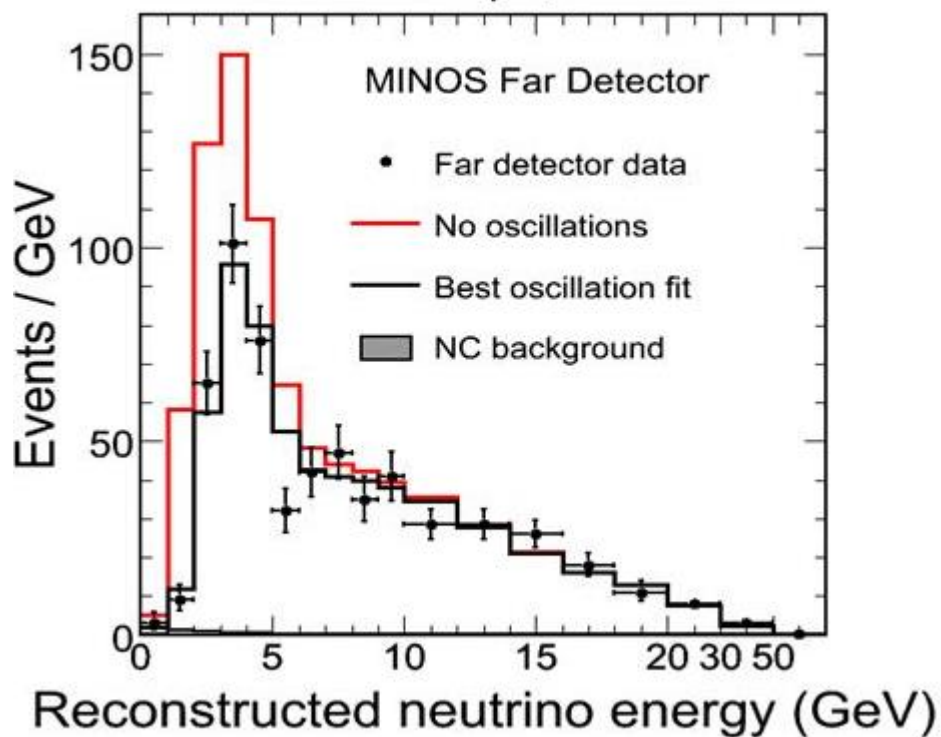 150
100
50
0
Events / GeV
MINOS Far Detector
Far detector data
No oscillations
Best oscillation fit
NC background
0 5 10 15 20 30 50
Reconstructed neutrino energy (GeV)